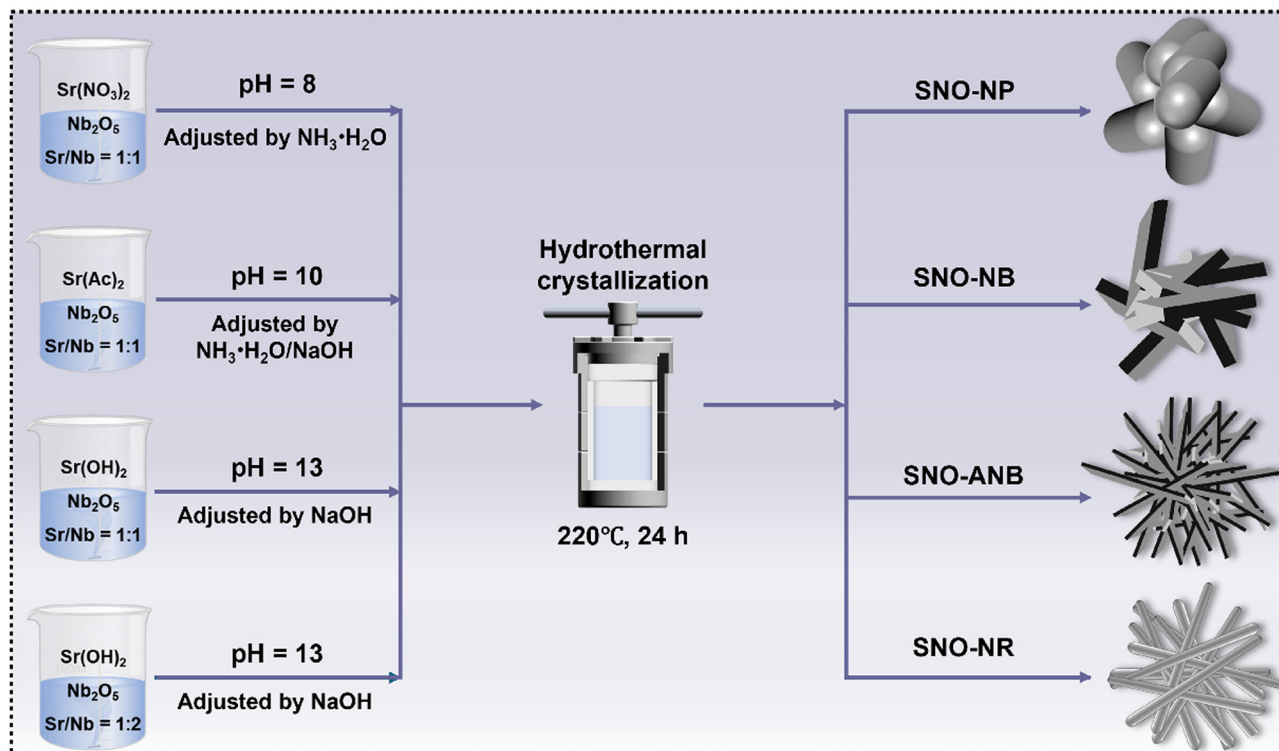 Sr(NO₃)₂
Nb₂O₅
Sr/Nb = 1:1
pH = 8
Adjusted by NH₃•H₂O
Sr(Ac)₂
Nb₂O₅
Sr/Nb = 1:1
pH = 10
Adjusted by
NH₃•H₂O/NaOH
Sr(OH)₂
Nb₂O₅
Sr/Nb = 1:1
pH = 13
Adjusted by NaOH
Sr(OH)₂
Nb₂O₅
Sr/Nb = 1:2
pH = 13
Adjusted by NaOH
Hydrothermal
crystallization
220℃, 24 h
SNO-NP
SNO-NB
SNO-ANB
SNO-NR